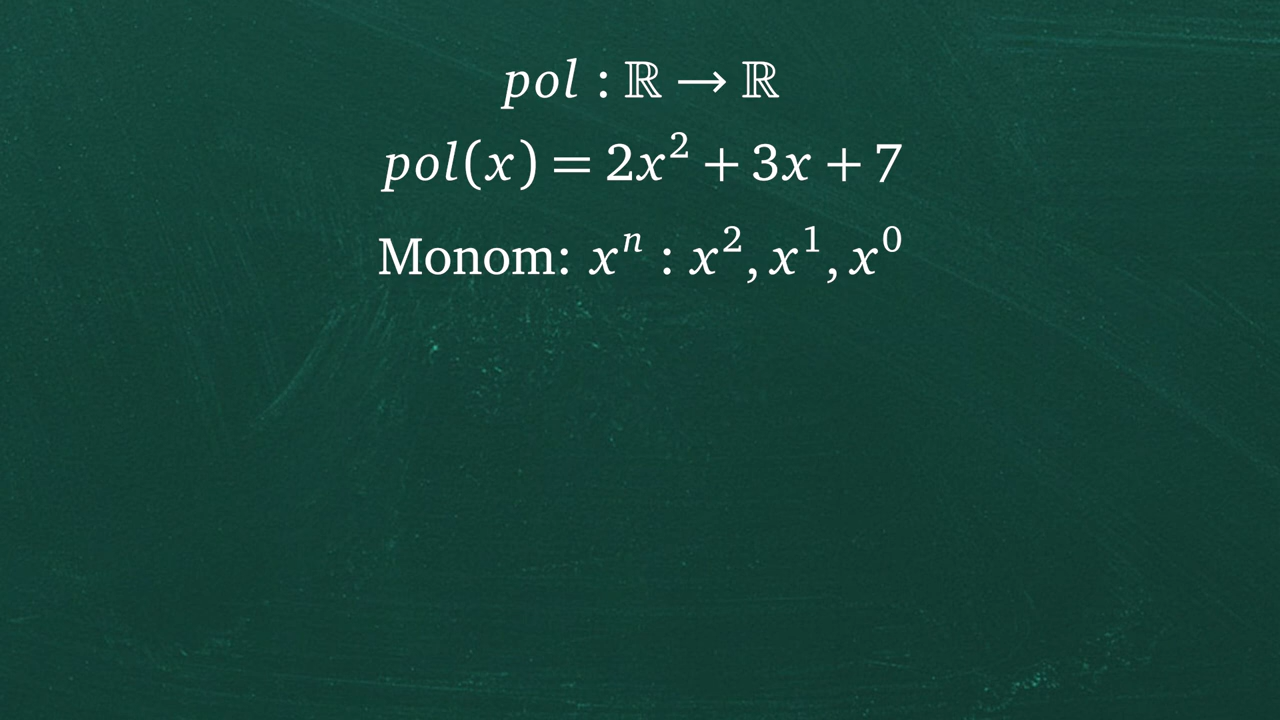 pol : ℝ → ℝ
pol(x) = 2x² + 3x + 7
Monom: xⁿ : x², x¹, x⁰